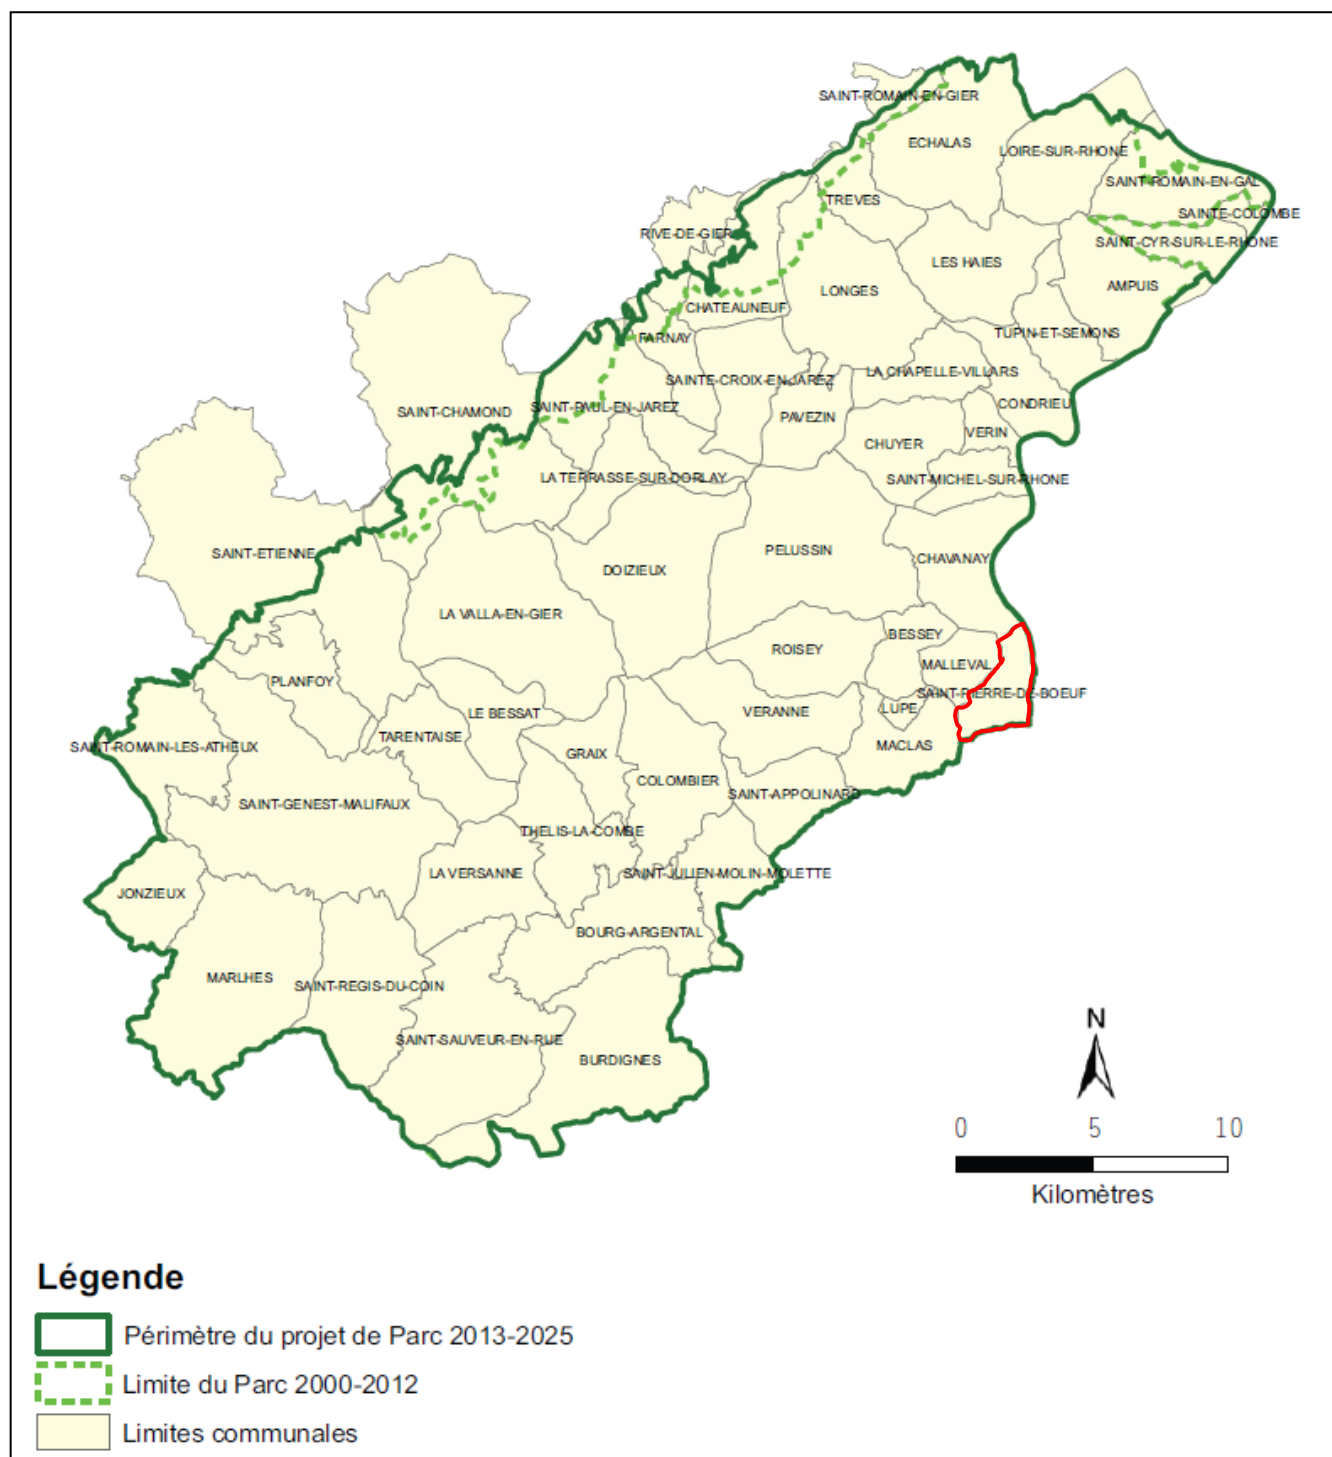 SAINT-ROMAIN-EN-GIER
ECHALAS
LOIRE-SUR-RHONE
SAINT-ROMAIN-EN-GAL
TREVES
SAINTE-COLOMBE
RIVE-DE-GIER
SAINT-CYR-SUR-LE-RHONE
LES HAIES
AMPUIS
LONGES
CHATEAUNEUF
FARNAY
TUPIN-ET-SEMONS
LA CHAPELLE-VILLARS
SAINTE-CROIX-EN-JAREZ
CONDRIEU
SAINT-CHAMOND
SAINT-PAUL-EN-JAREZ
PAVEZIN
VERIN
CHUYER
LA TERRASSE-SUR-DORLAY
SAINT-MICHEL-SUR-RHONE
SAINT-ETIENNE
PELUSSIN
CHAVANAY
DOIZIEUX
LA VALLA-EN-GIER
BESSEY
ROISEY
MALLEVAL
PLANFOY
SAINT-PIERRE-DE-BOEUF
LE BESSAT
VERANNE
LUPE
TARENTAISE
SAINT-ROMAIN-LES-ATHEUX
MACLAS
GRAIX
COLOMBIER
SAINT-APPOLINARD
SAINT-GENEST-MALIFAUX
THELIS-LA-COMBE
LA VERSANNE
SAINT-JULIEN-MOLIN-MOLETTE
JONZIEUX
BOURG-ARGENTAL
MARLHES
SAINT-REGIS-DU-COIN
SAINT-SAUVEUR-EN-RUE
BURDIGNES
N
0 5 10
Kilomètres
Légende
Périmètre du projet de Parc 2013-2025
Limite du Parc 2000-2012
Limites communales